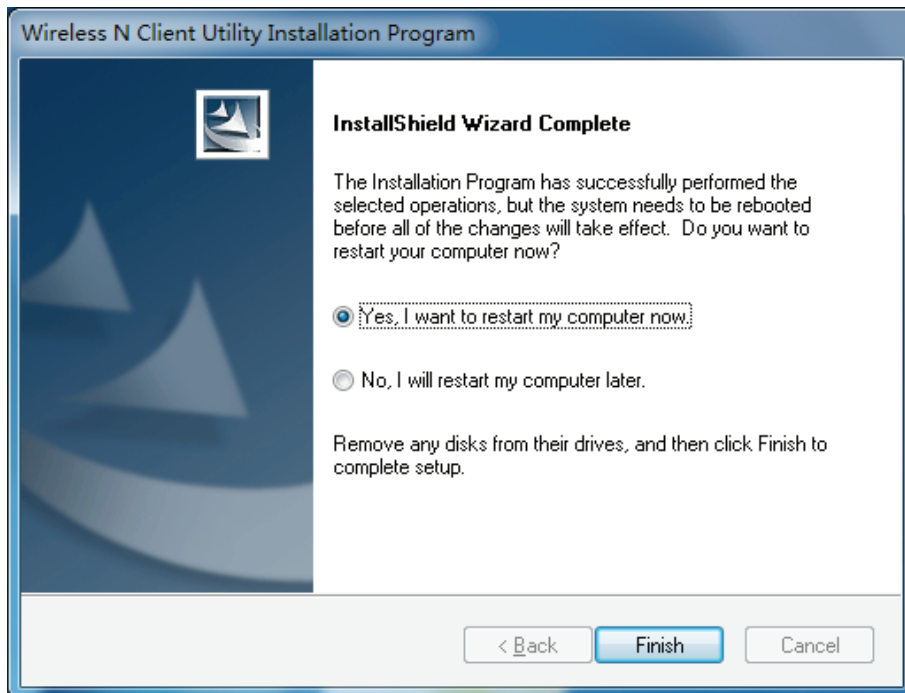 Wireless N Client Utility Installation Program
InstallShield Wizard Complete
The Installation Program has successfully performed the
selected operations, but the system needs to be rebooted
before all of the changes will take effect.  Do you want to
restart your computer now?
Yes, I want to restart my computer now.
No, I will restart my computer later.
Remove any disks from their drives, and then click Finish to
complete setup.
< Back
Finish
Cancel